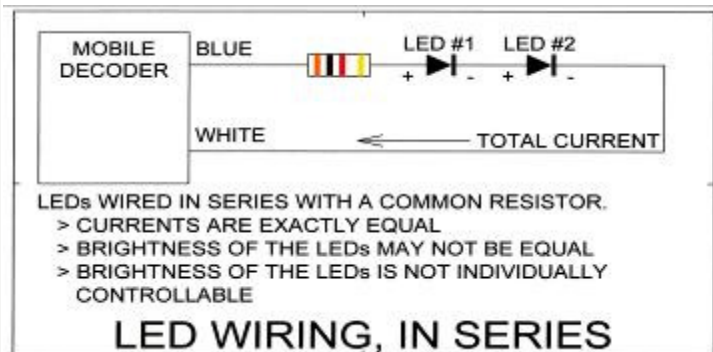 MOBILE
DECODER
BLUE
LED #1
LED #2
+
-
+
-
WHITE
TOTAL CURRENT
LEDs WIRED IN SERIES WITH A COMMON RESISTOR.
> CURRENTS ARE EXACTLY EQUAL
> BRIGHTNESS OF THE LEDs MAY NOT BE EQUAL
> BRIGHTNESS OF THE LEDs IS NOT INDIVIDUALLY
CONTROLLABLE
LED WIRING, IN SERIES